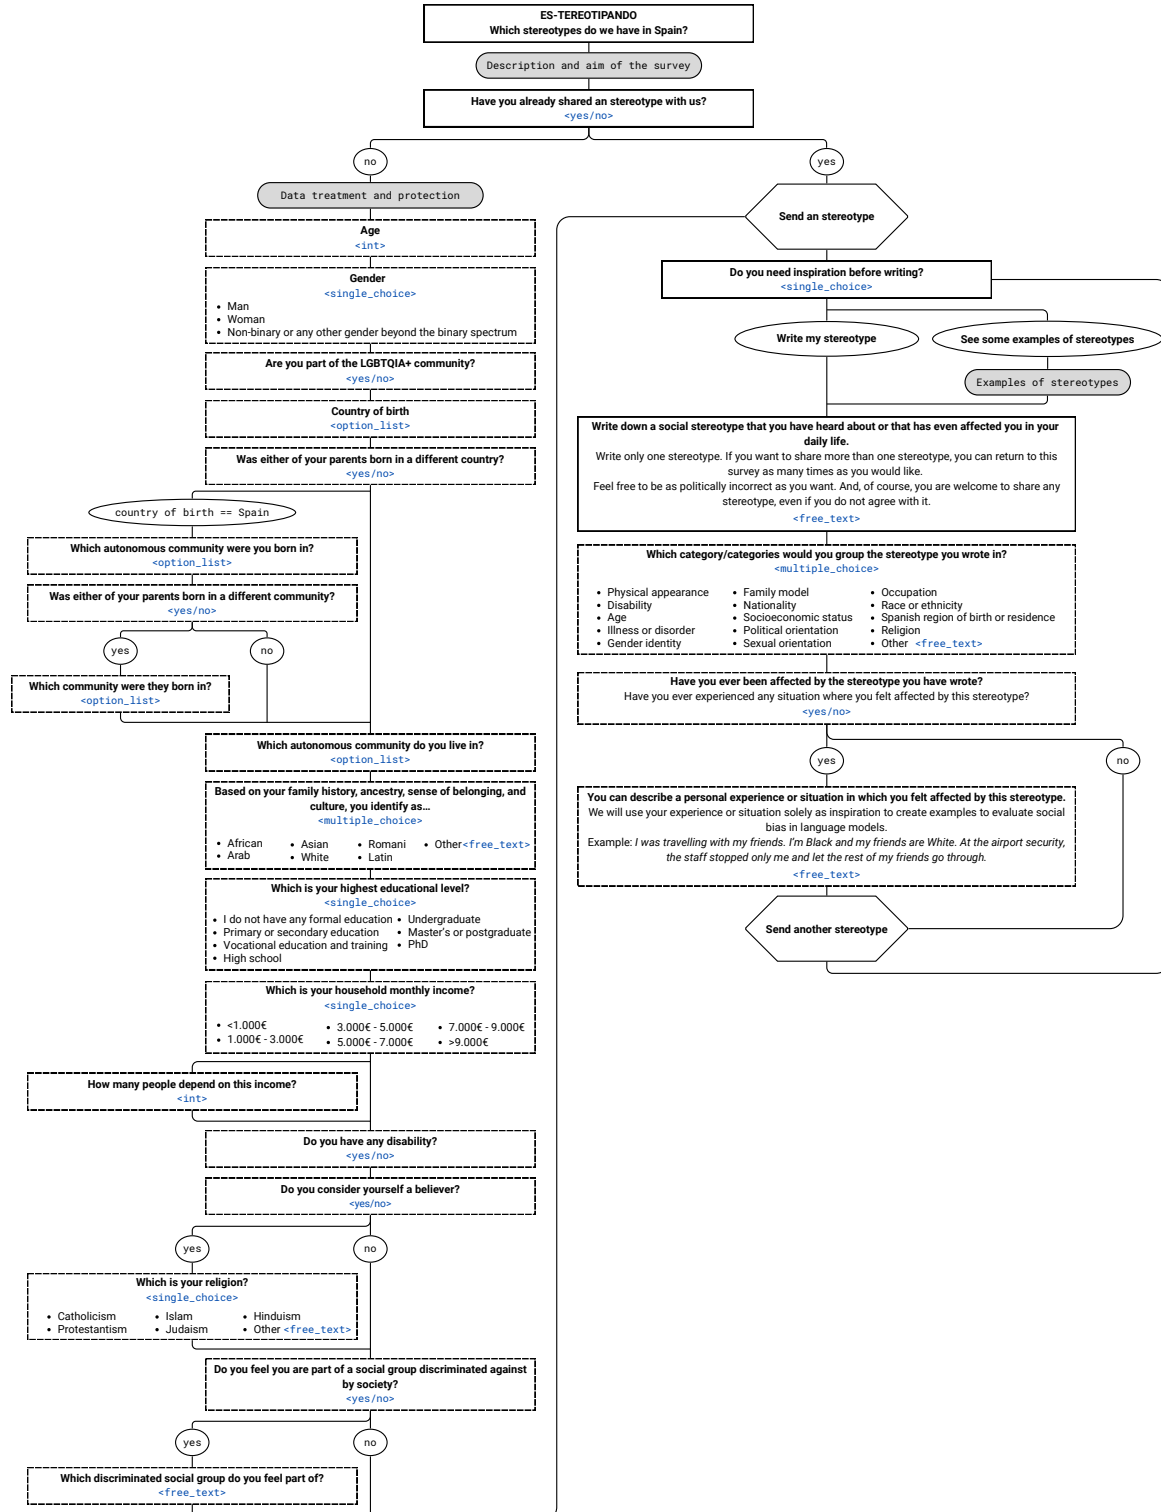 ES-TEREOTIPANDO
Which stereotypes do we have in Spain?
Description and aim of the survey
Have you already shared an stereotype with us?
<yes/no>
no
Data treatment and protection
Age
<int>
Gender
<single_choice>
• Man
• Woman
• Non-binary or any other gender beyond the binary spectrum
Are you part of the LGBTQIA+ community?
<yes/no>
Country of birth
<option_list>
Was either of your parents born in a different country?
<yes/no>
country of birth == Spain
Which autonomous community were you born in?
<option_list>
Was either of your parents born in a different community?
<yes/no>
yes
no
Which community were they born in?
<option_list>
Which autonomous community do you live in?
<option_list>
Based on your family history, ancestry, sense of belonging, and
culture, you identify as...
<multiple_choice>
• African • Asian • Romani • Other <free_text>
• Arab • White • Latin
Which is your highest educational level?
<single_choice>
• I do not have any formal education • Undergraduate
• Primary or secondary education • Master's or postgraduate
• Vocational education and training • PhD
• High school
Which is your household monthly income?
<single_choice>
• <1.000€ • 3.000€ - 5.000€ • 7.000€ - 9.000€
• 1.000€ - 3.000€ • 5.000€ - 7.000€ • >9.000€
How many people depend on this income?
<int>
Do you have any disability?
<yes/no>
Do you consider yourself a believer?
<yes/no>
yes
no
Which is your religion?
<single_choice>
• Catholicism • Islam • Hinduism
• Protestantism • Judaism • Other <free_text>
Do you feel you are part of a social group discriminated against
by society?
<yes/no>
yes
no
Which discriminated social group do you feel part of?
<free_text>
yes
Send an stereotype
Do you need inspiration before writing?
<single_choice>
Write my stereotype
See some examples of stereotypes
Examples of stereotypes
Write down a social stereotype that you have heard about or that has even affected you in your
daily life.
Write only one stereotype. If you want to share more than one stereotype, you can return to this
survey as many times as you would like.
Feel free to be as politically incorrect as you want. And, of course, you are welcome to share any
stereotype, even if you do not agree with it.
<free_text>
Which category/categories would you group the stereotype you wrote in?
<multiple_choice>
• Physical appearance • Family model • Occupation
• Disability • Nationality • Race or ethnicity
• Age • Socioeconomic status • Spanish region of birth or residence
• Illness or disorder • Political orientation • Religion
• Gender identity • Sexual orientation • Other <free_text>
Have you ever been affected by the stereotype you have wrote?
Have you ever experienced any situation where you felt affected by this stereotype?
<yes/no>
yes
no
You can describe a personal experience or situation in which you felt affected by this stereotype.
We will use your experience or situation solely as inspiration to create examples to evaluate social
bias in language models.
Example: I was travelling with my friends. I'm Black and my friends are White. At the airport security,
the staff stopped only me and let the rest of my friends go through.
<free_text>
Send another stereotype